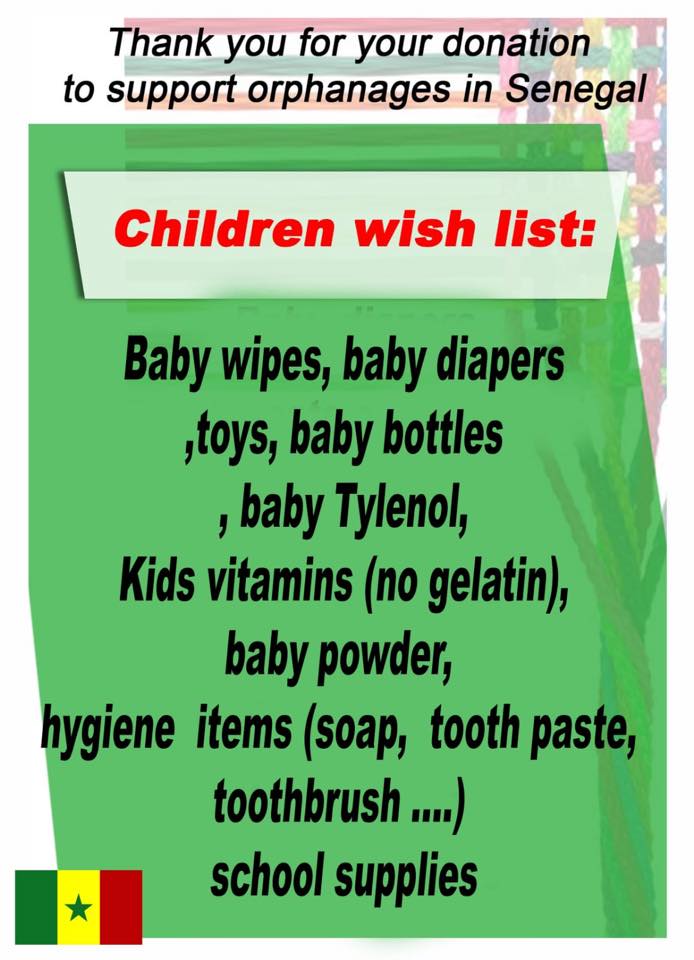 Thank you for your donation
to support orphanages in Senegal
Children wish list:
Baby wipes, baby diapers
,toys, baby bottles
, baby Tylenol,
Kids vitamins (no gelatin),
baby powder,
hygiene items (soap, tooth paste,
toothbrush ....)
school supplies